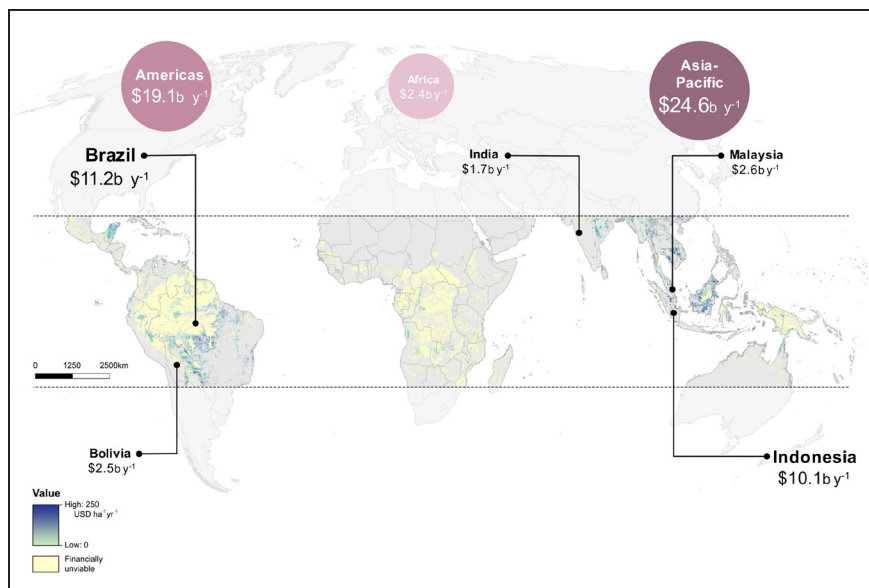 Americas
$19.1b y⁻¹
Africa
$2.4b y⁻¹
Asia-
Pacific
$24.6b y⁻¹
Brazil
$11.2b y⁻¹
India
$1.7b y⁻¹
Malaysia
$2.6b y⁻¹
0 1250 2500km
Bolivia
$2.5b y⁻¹
Indonesia
$10.1b y⁻¹
Value
High: 250
USD ha⁻¹ yr⁻¹
Low: 0
Financially
unviable